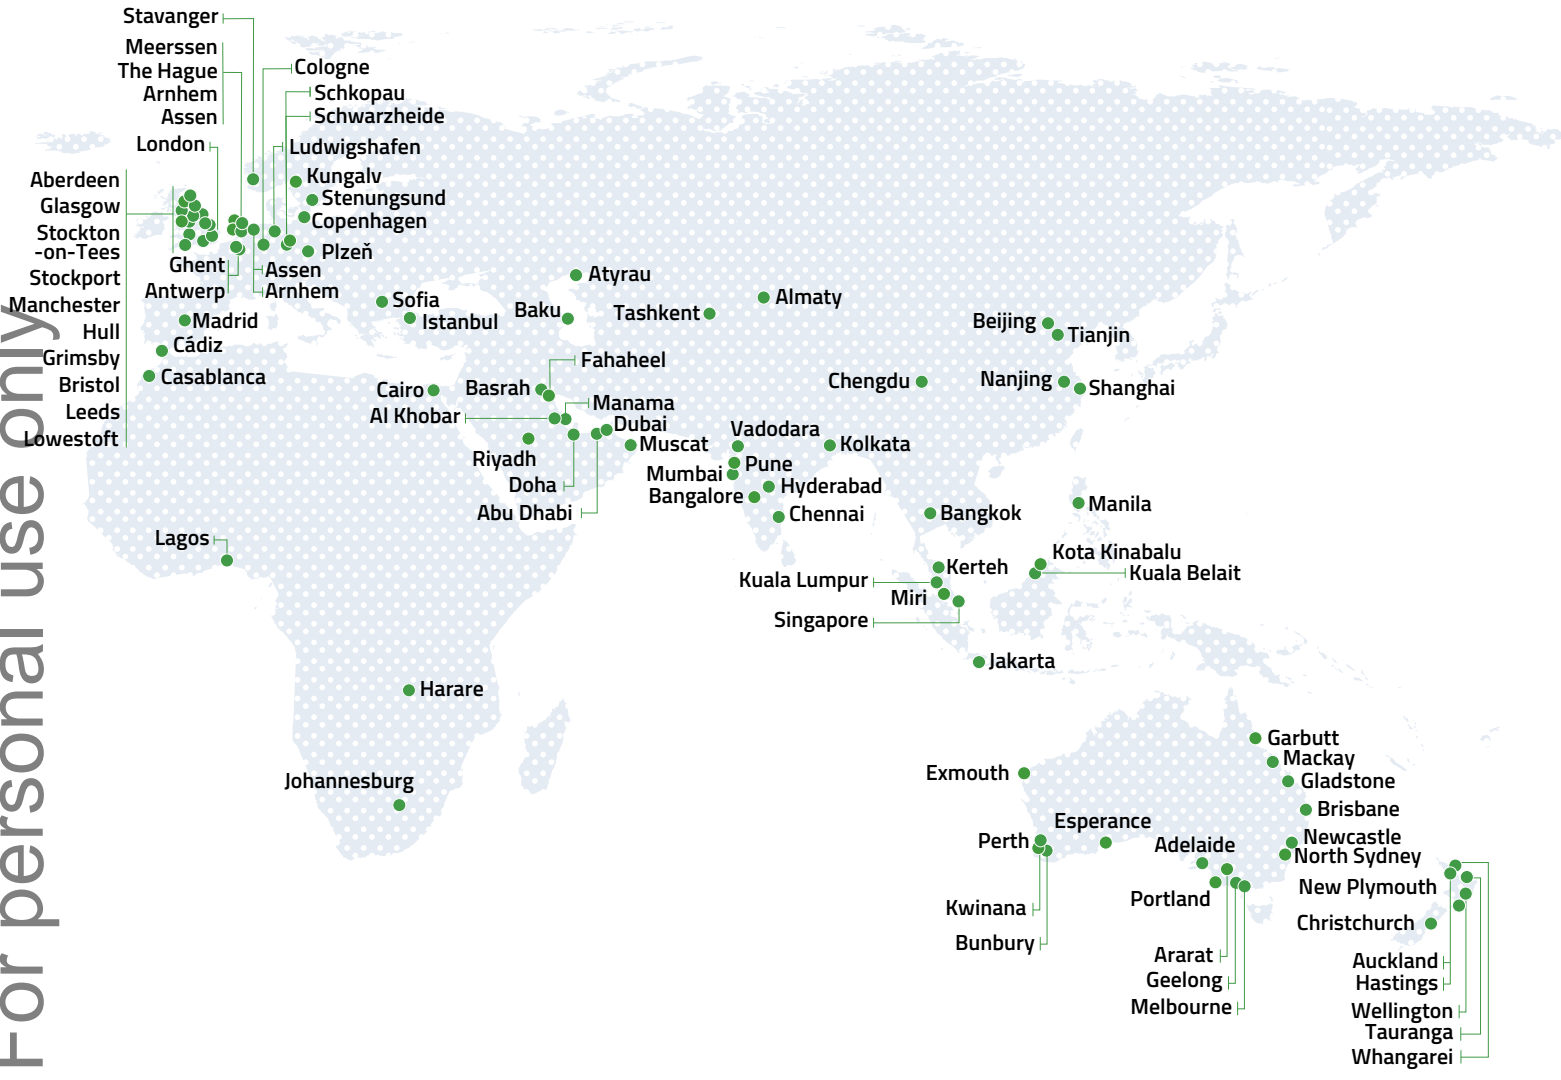 Stavanger
Meerssen
The Hague
Arnhem
Assen
London
Cologne
Schkopau
Schwarzheide
Ludwigshafen
Kungalv
Stenungsund
Copenhagen
Plzeň
Aberdeen
Glasgow
Stockton
-on-Tees
Stockport
Manchester
Hull
Grimsby
Bristol
Leeds
Lowestoft
Ghent
Antwerp
Assen
Arnhem
Madrid
Cádiz
Casablanca
Sofia
Istanbul
Atyrau
Baku
Tashkent
Almaty
Beijing
Tianjin
Nanjing
Shanghai
Chengdu
Fahaheel
Cairo
Basrah
Al Khobar
Manama
Dubai
Muscat
Riyadh
Doha
Abu Dhabi
Vadodara
Kolkata
Pune
Mumbai
Bangalore
Hyderabad
Chennai
Bangkok
Manila
Lagos
Kota Kinabalu
Kuala Belait
Kerteh
Kuala Lumpur
Miri
Singapore
Jakarta
Harare
Johannesburg
Exmouth
Garbutt
Mackay
Gladstone
Brisbane
Newcastle
North Sydney
Esperance
Perth
Adelaide
Portland
Kwinana
Bunbury
Ararat
Geelong
Melbourne
New Plymouth
Christchurch
Auckland
Hastings
Wellington
Tauranga
Whangarei
For personal use only